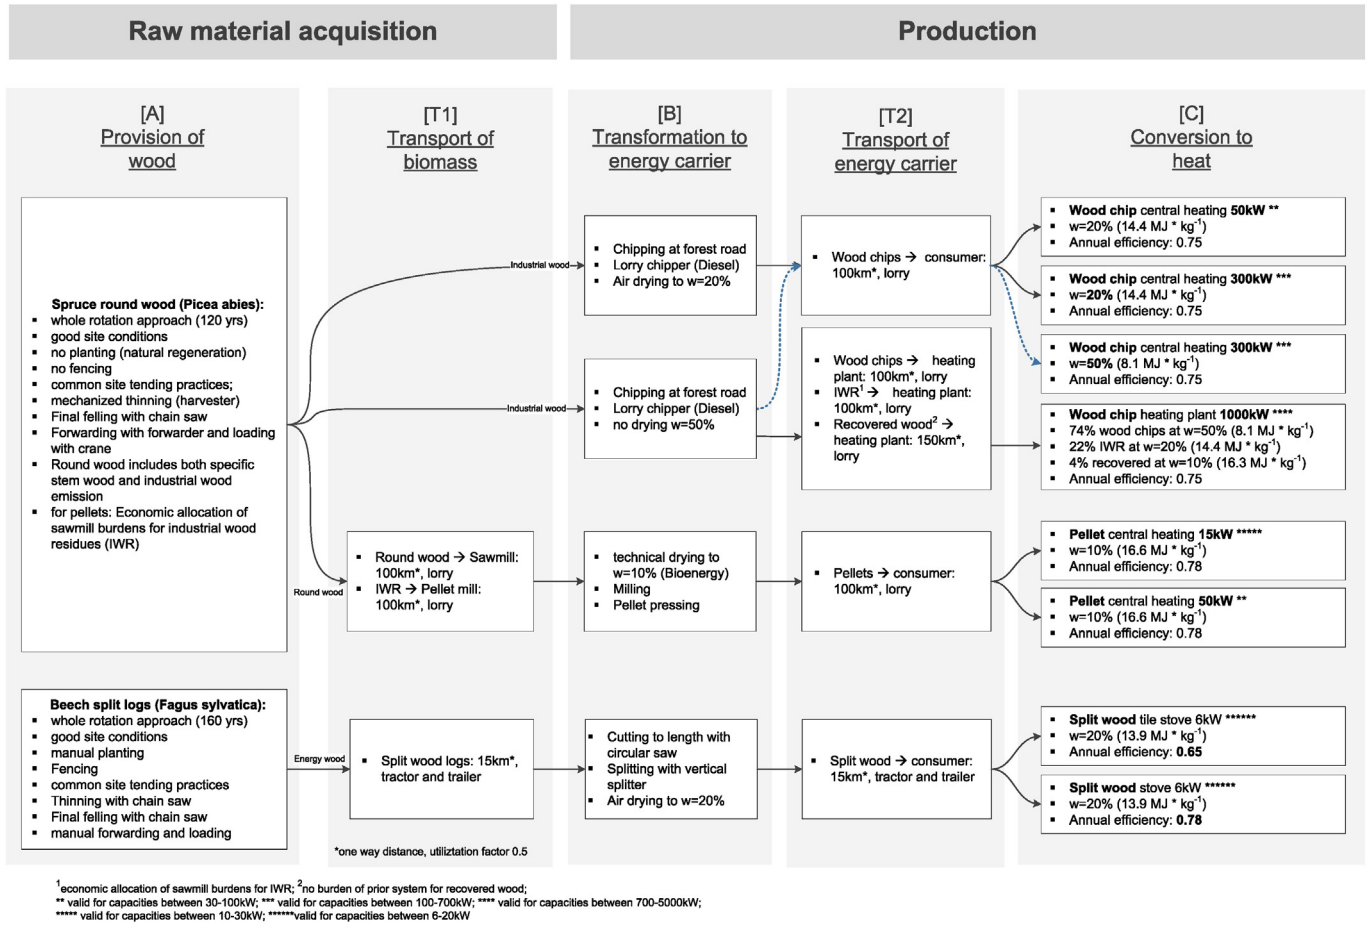 Raw material acquisition
Production
[A]
Provision of
wood
[T1]
Transport of
biomass
[B]
Transformation to
energy carrier
[T2]
Transport of
energy carrier
[C]
Conversion to
heat
Spruce round wood (Picea abies):
▪ whole rotation approach (120 yrs)
▪ good site conditions
▪ no planting (natural regeneration)
▪ no fencing
▪ common site tending practices;
▪ mechanized thinning (harvester)
▪ Final felling with chain saw
▪ Forwarding with forwarder and loading
with crane
▪ Round wood includes both specific
stem wood and industrial wood
emission
▪ for pellets: Economic allocation of
sawmill burdens for industrial wood
residues (IWR)
Industrial wood
▪ Chipping at forest road
▪ Lorry chipper (Diesel)
▪ Air drying to w=20%
▪ Wood chips → consumer:
100km*, lorry
▪ Wood chip central heating 50kW **
▪ w=20% (14.4 MJ * kg-1)
▪ Annual efficiency: 0.75
▪ Wood chip central heating 300kW ***
▪ w=20% (14.4 MJ * kg-1)
▪ Annual efficiency: 0.75
▪ Wood chip central heating 300kW ***
▪ w=50% (8.1 MJ * kg-1)
▪ Annual efficiency: 0.75
Industrial wood
▪ Chipping at forest road
▪ Lorry chipper (Diesel)
▪ no drying w=50%
▪ Wood chips → heating
plant: 100km*, lorry
▪ IWR1 → heating plant:
100km*, lorry
▪ Recovered wood2 →
heating plant: 150km*,
lorry
▪ Wood chip heating plant 1000kW ****
▪ 74% wood chips at w=50% (8.1 MJ * kg-1)
▪ 22% IWR at w=20% (14.4 MJ * kg-1)
▪ 4% recovered at w=10% (16.3 MJ * kg-1)
▪ Annual efficiency: 0.75
Round wood
▪ Round wood → Sawmill:
100km*, lorry
▪ IWR → Pellet mill:
100km*, lorry
▪ technical drying to
w=10% (Bioenergy)
▪ Milling
▪ Pellet pressing
▪ Pellets → consumer:
100km*, lorry
▪ Pellet central heating 15kW *****
▪ w=10% (16.6 MJ * kg-1)
▪ Annual efficiency: 0.78
▪ Pellet central heating 50kW **
▪ w=10% (16.6 MJ * kg-1)
▪ Annual efficiency: 0.78
Beech split logs (Fagus sylvatica):
▪ whole rotation approach (160 yrs)
▪ good site conditions
▪ manual planting
▪ Fencing
▪ common site tending practices
▪ Thinning with chain saw
▪ Final felling with chain saw
▪ manual forwarding and loading
Energy wood
▪ Split wood logs: 15km*,
tractor and trailer
▪ Cutting to length with
circular saw
▪ Splitting with vertical
splitter
▪ Air drying to w=20%
▪ Split wood → consumer:
15km*, tractor and trailer
▪ Split wood tile stove 6kW ******
▪ w=20% (13.9 MJ * kg-1)
▪ Annual efficiency: 0.65
▪ Split wood stove 6kW ******
▪ w=20% (13.9 MJ * kg-1)
▪ Annual efficiency: 0.78
*one way distance, utiliztation factor 0.5
1economic allocation of sawmill burdens for IWR; 2no burden of prior system for recovered wood;
** valid for capacities between 30-100kW; *** valid for capacities between 100-700kW; **** valid for capacities between 700-5000kW;
***** valid for capacities between 10-30kW; ******valid for capacities between 6-20kW